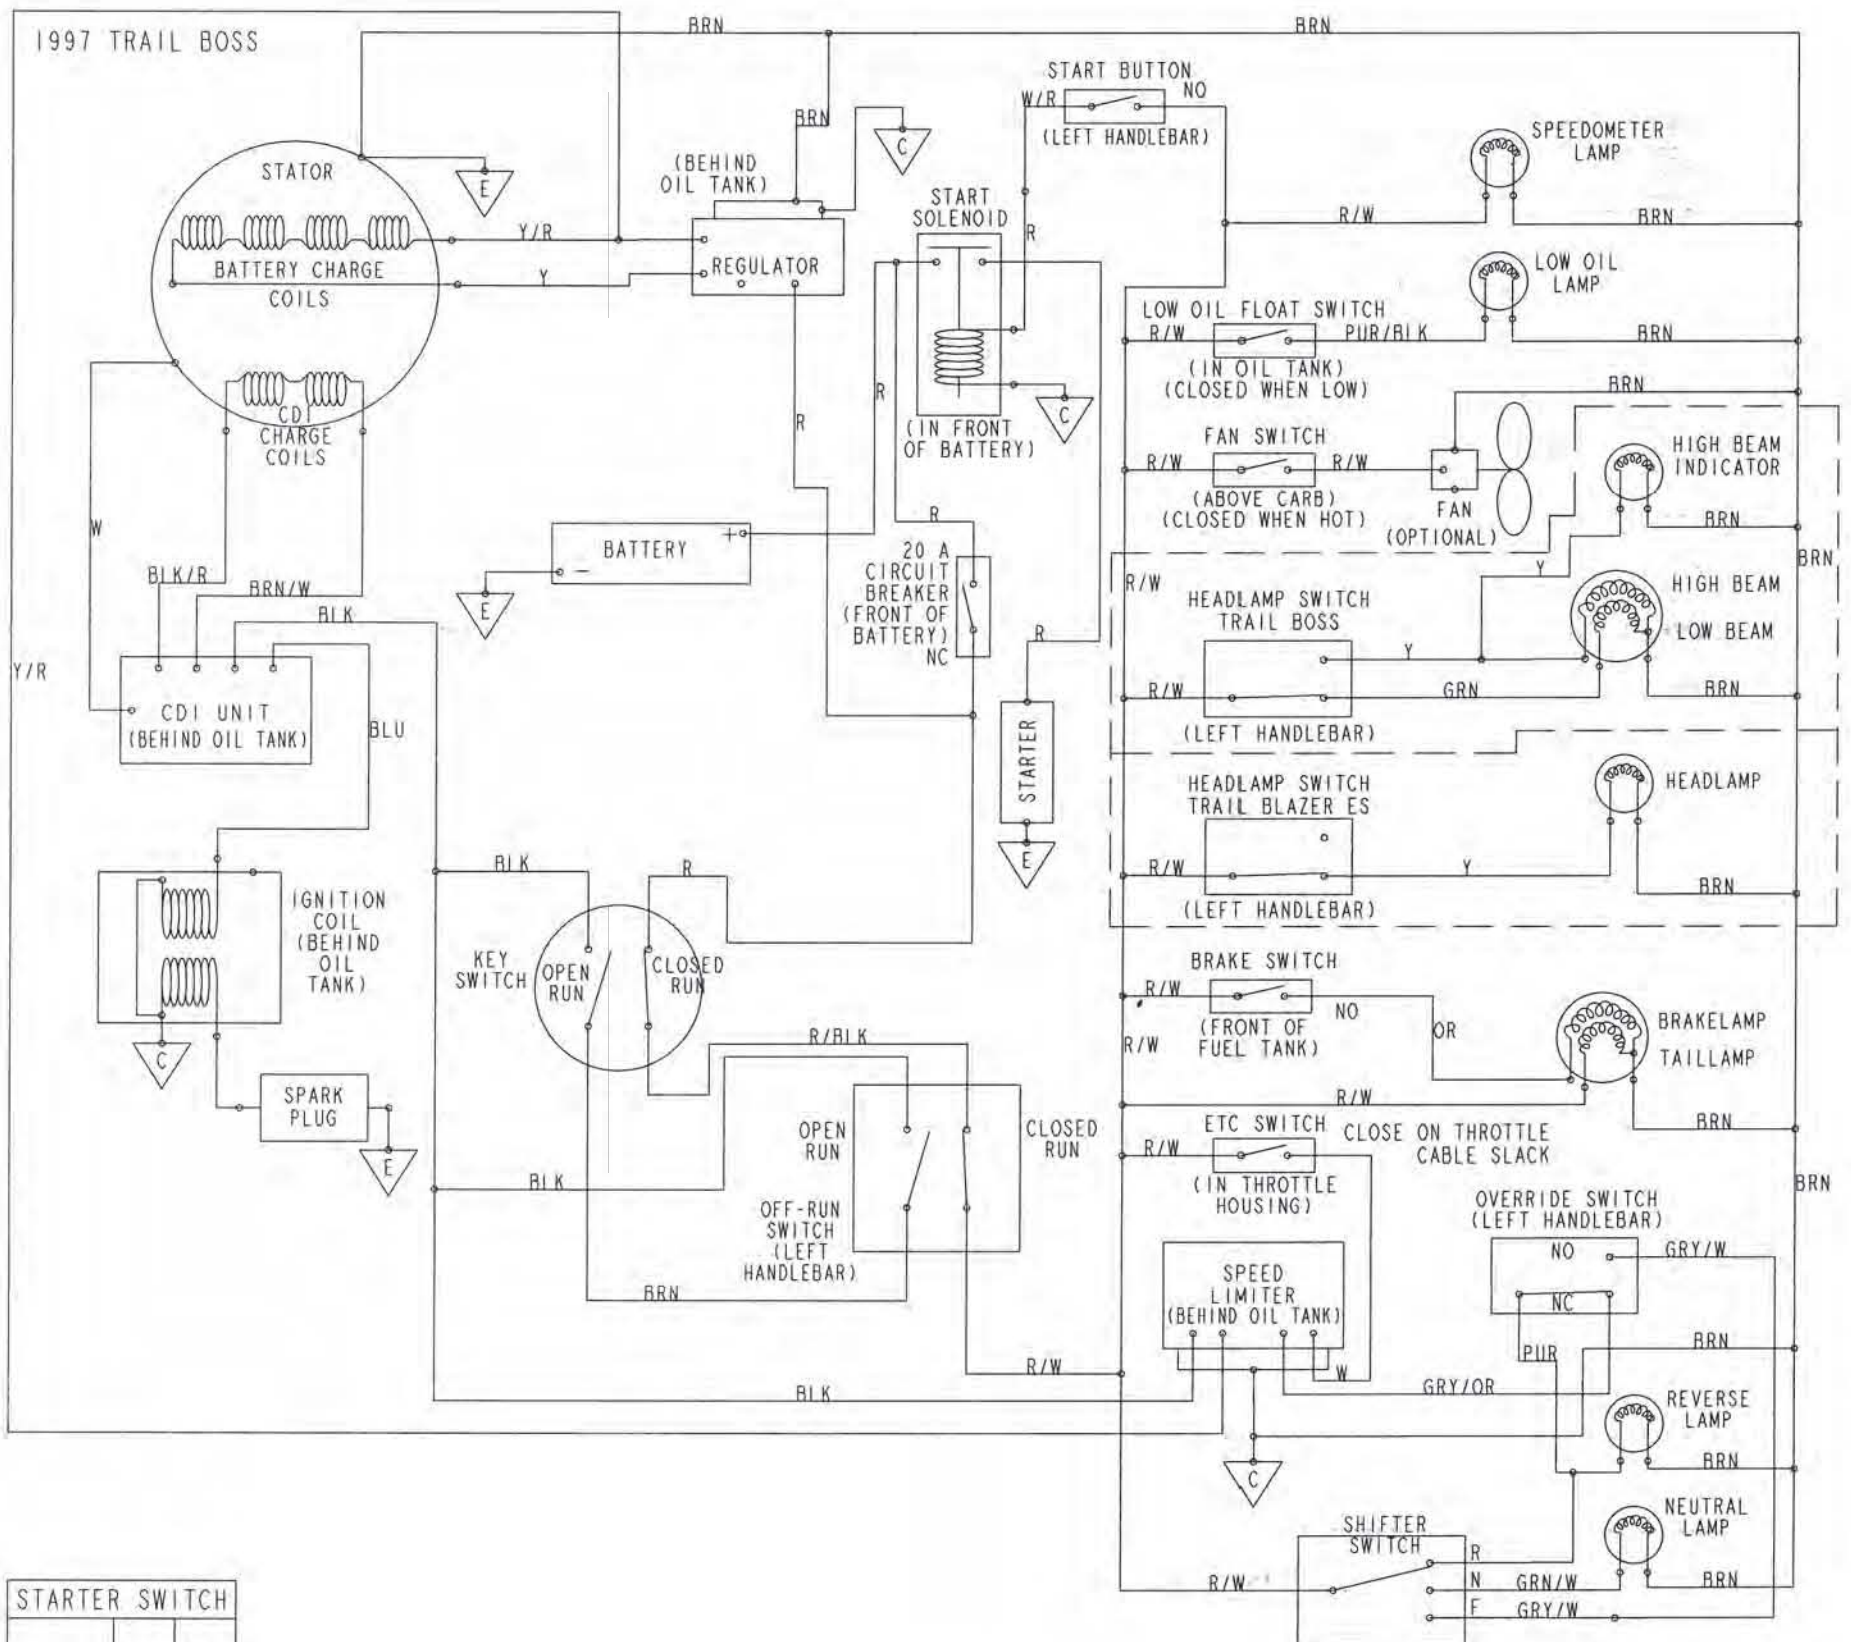 1997 TRAIL BOSS
BRN
BRN
START BUTTON
NO
W/R
(LEFT HANDLEBAR)
BRN
C
SPEEDOMETER
LAMP
STATOR
E
(BEHIND
OIL TANK)
START
SOLENOID
R/W
BRN
Y/R
R
BATTERY CHARGE
COILS
Y
REGULATOR
LOW OIL
LAMP
LOW OIL FLOAT SWITCH
R/W
PUR/BLK
BRN
(IN OIL TANK)
(CLOSED WHEN LOW)
R
R
C
BRN
CDI
CHARGE
COILS
(IN FRONT
OF BATTERY)
FAN SWITCH
R/W
R/W
(ABOVE CARB)
(CLOSED WHEN HOT)
FAN
(OPTIONAL)
HIGH BEAM
INDICATOR
BRN
W
BATTERY
+
-
E
R
20 A
CIRCUIT
BREAKER
(FRONT OF
BATTERY)
NC
BRN
Y
R/W
BLK/R
BRN/W
BLK
HEADLAMP SWITCH
TRAIL BOSS
HIGH BEAM
LOW BEAM
R
Y
Y/R
R/W
GRN
BRN
CDI UNIT
(BEHIND OIL TANK)
BLU
(LEFT HANDLEBAR)
STARTER
E
HEADLAMP SWITCH
TRAIL BLAZER ES
HEADLAMP
BLK
R
R/W
Y
BRN
(LEFT HANDLEBAR)
IGNITION
COIL
(BEHIND
OIL
TANK)
C
KEY
SWITCH
OPEN
RUN
CLOSED
RUN
BRAKE SWITCH
R/W
NO
(FRONT OF
FUEL TANK)
OR
BRAKELAMP
TAILLAMP
R/BLK
R/W
R/W
SPARK
PLUG
E
OPEN
RUN
CLOSED
RUN
BRN
ETC SWITCH
CLOSE ON THROTTLE
CABLE SLACK
R/W
(IN THROTTLE
HOUSING)
BLK
OFF-RUN
SWITCH
(LEFT
HANDLEBAR)
BRN
BRN
OVERRIDE SWITCH
(LEFT HANDLEBAR)
NO
GRY/W
NC
SPEED
LIMITER
(BEHIND OIL TANK)
PUR
BRN
R/W
W
BLK
GRY/OR
REVERSE
LAMP
BRN
C
NEUTRAL
LAMP
SHIFTER
SWITCH
R
R/W
N
GRN/W
BRN
F
GRY/W
STARTER SWITCH